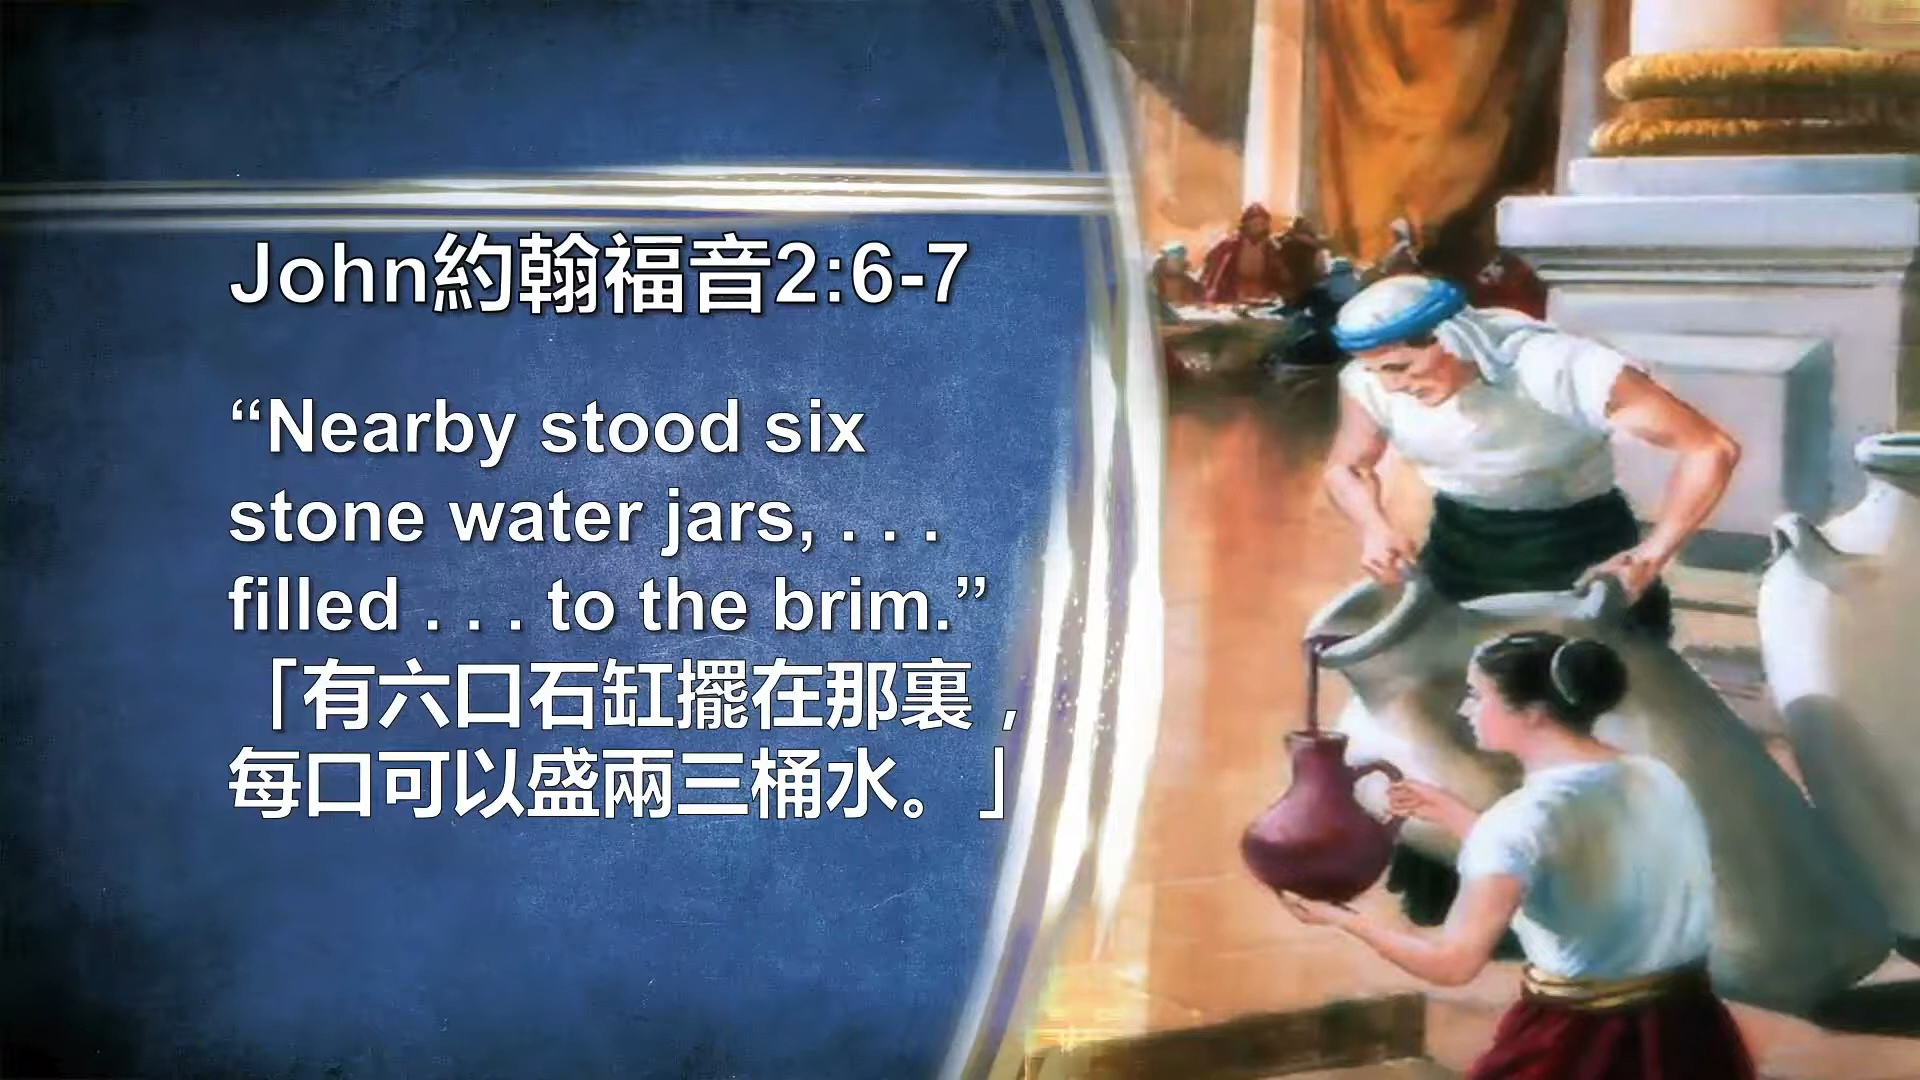 John約翰福音2:6-7
“Nearby stood six
stone water jars, . . .
filled . . . to the brim.”
「有六口石缸擺在那裏，
每口可以盛兩三桶水。」